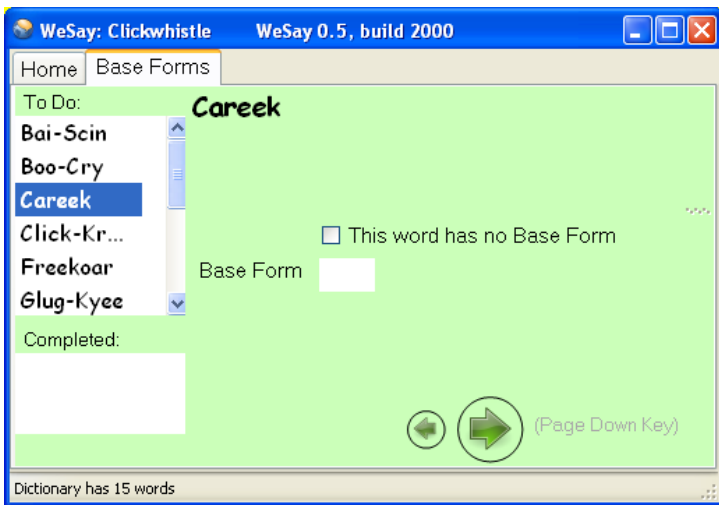 WeSay: Clickwhistle WeSay 0.5, build 2000
Home Base Forms
To Do:
Bai-Scin
Boo-Cry
Careek
Click-Kr...
Freekoar
Glug-Kyee
Completed:
Careek
This word has no Base Form
Base Form
(Page Down Key)
Dictionary has 15 words